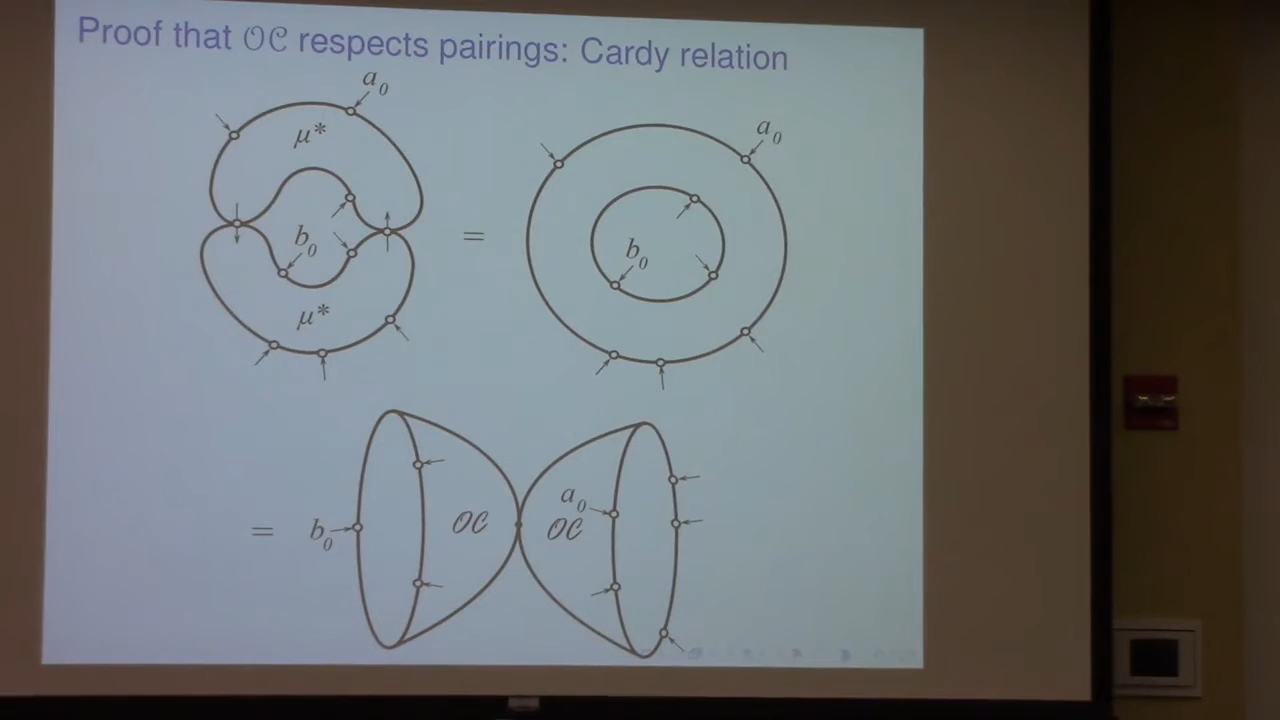 Proof that 𝒪𝒞 respects pairings: Cardy relation
a₀
μ*
b₀
μ*
=
a₀
b₀
=
b₀
𝒪𝒞
a₀
𝒪𝒞